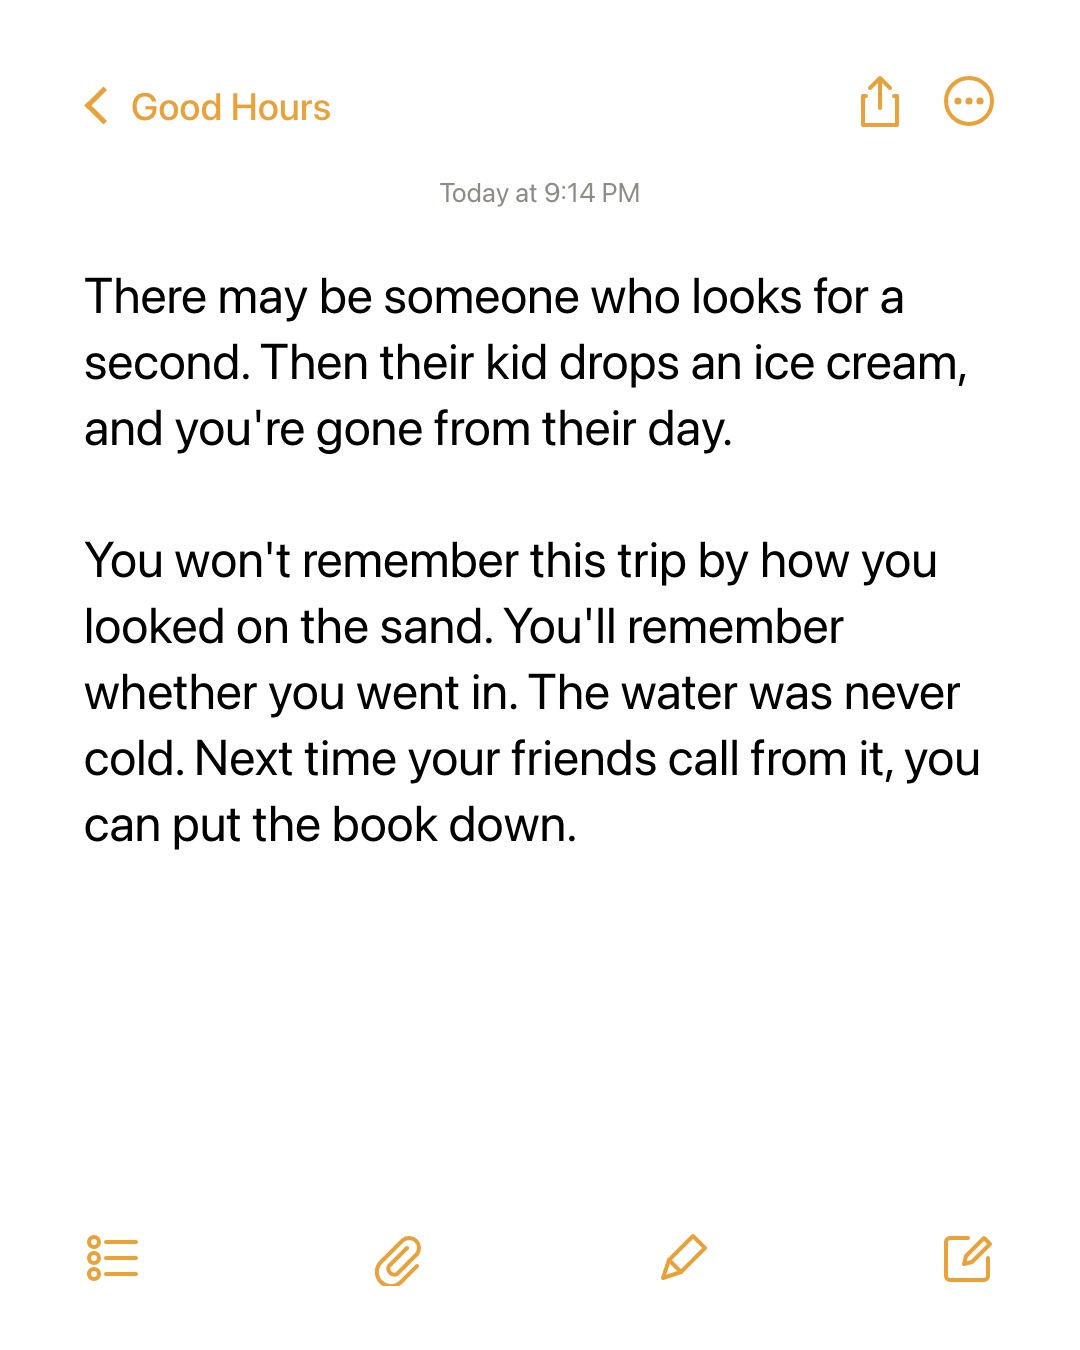 Good Hours
Today at 9:14 PM
There may be someone who looks for a
second. Then their kid drops an ice cream,
and you're gone from their day.
You won't remember this trip by how you
looked on the sand. You'll remember
whether you went in. The water was never
cold. Next time your friends call from it, you
can put the book down.